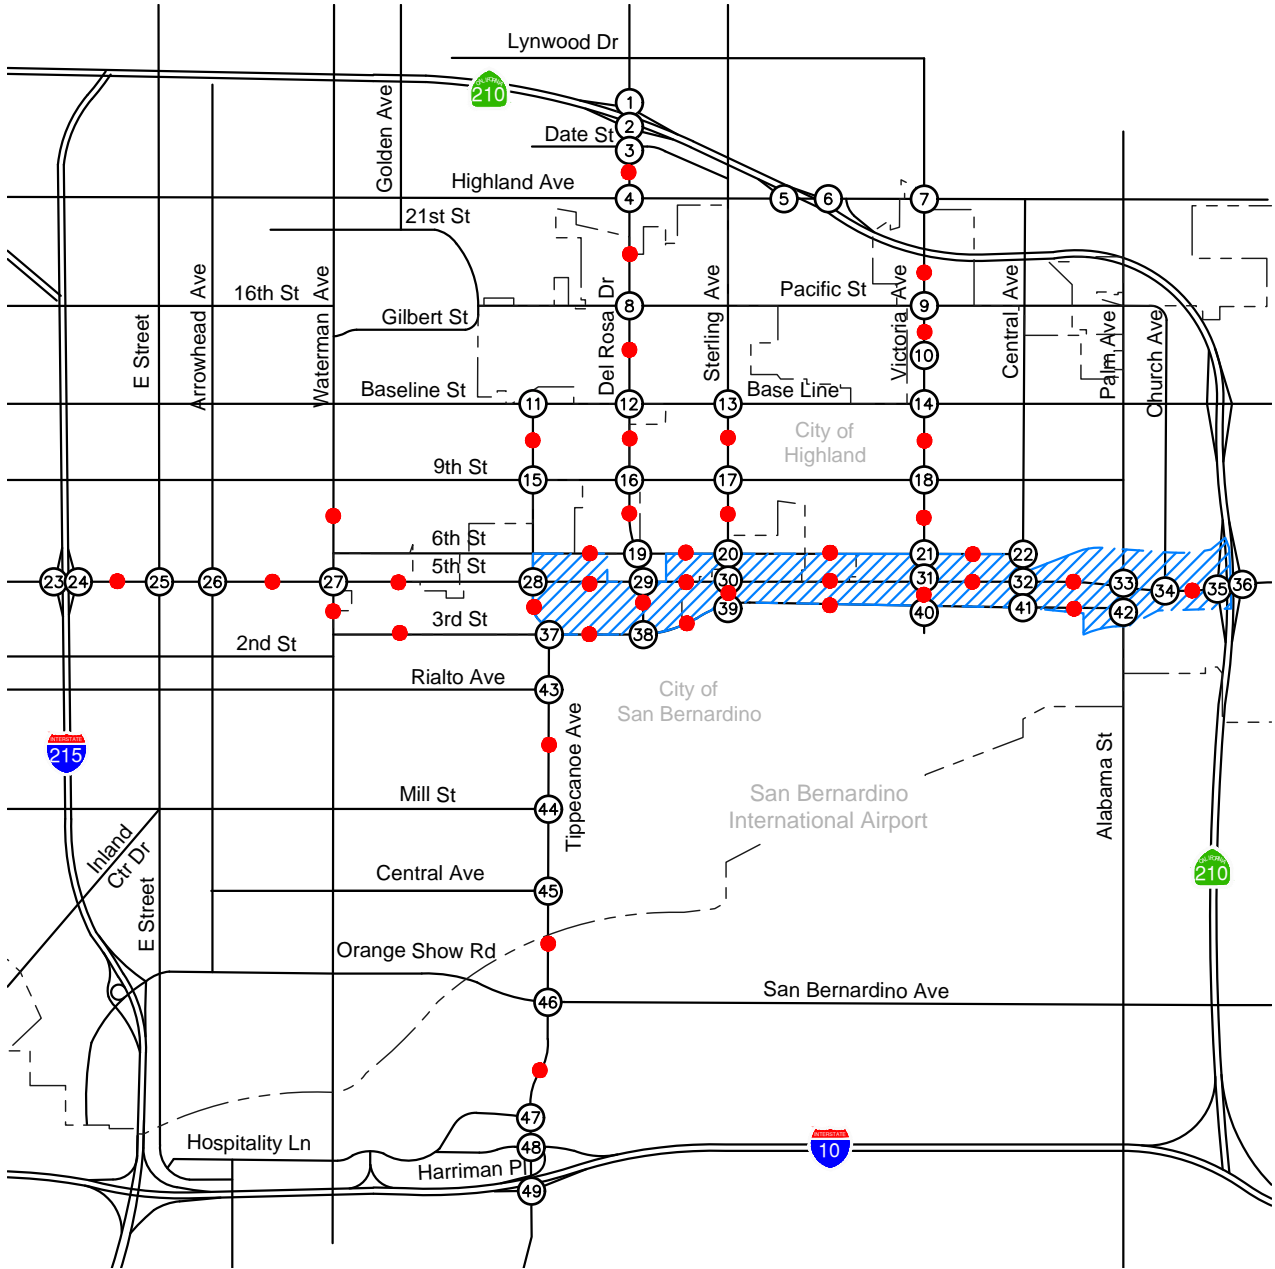 Lynwood Dr
CALIFORNIA
210
1
2
Date St
3
Golden Ave
Highland Ave
4
5
6
7
21st St
16th St
Pacific St
8
9
Gilbert St
10
E Street
Arrowhead Ave
Waterman Ave
Del Rosa Dr
Sterling Ave
Victoria Ave
Central Ave
Palm Ave
Church Ave
Baseline St
Base Line
11
12
13
14
City of
Highland
9th St
15
16
17
18
6th St
19
20
21
22
5th St
23
24
25
26
27
28
29
30
31
32
33
34
35
36
3rd St
37
38
39
40
41
42
2nd St
Rialto Ave
43
City of
San Bernardino
INTERSTATE
215
Tippecanoe Ave
Alabama St
Mill St
44
San Bernardino
International Airport
Inland
Ctr Dr
CALIFORNIA
210
Central Ave
45
E Street
Orange Show Rd
46
San Bernardino Ave
47
Hospitality Ln
48
INTERSTATE
10
Harriman Pl
49